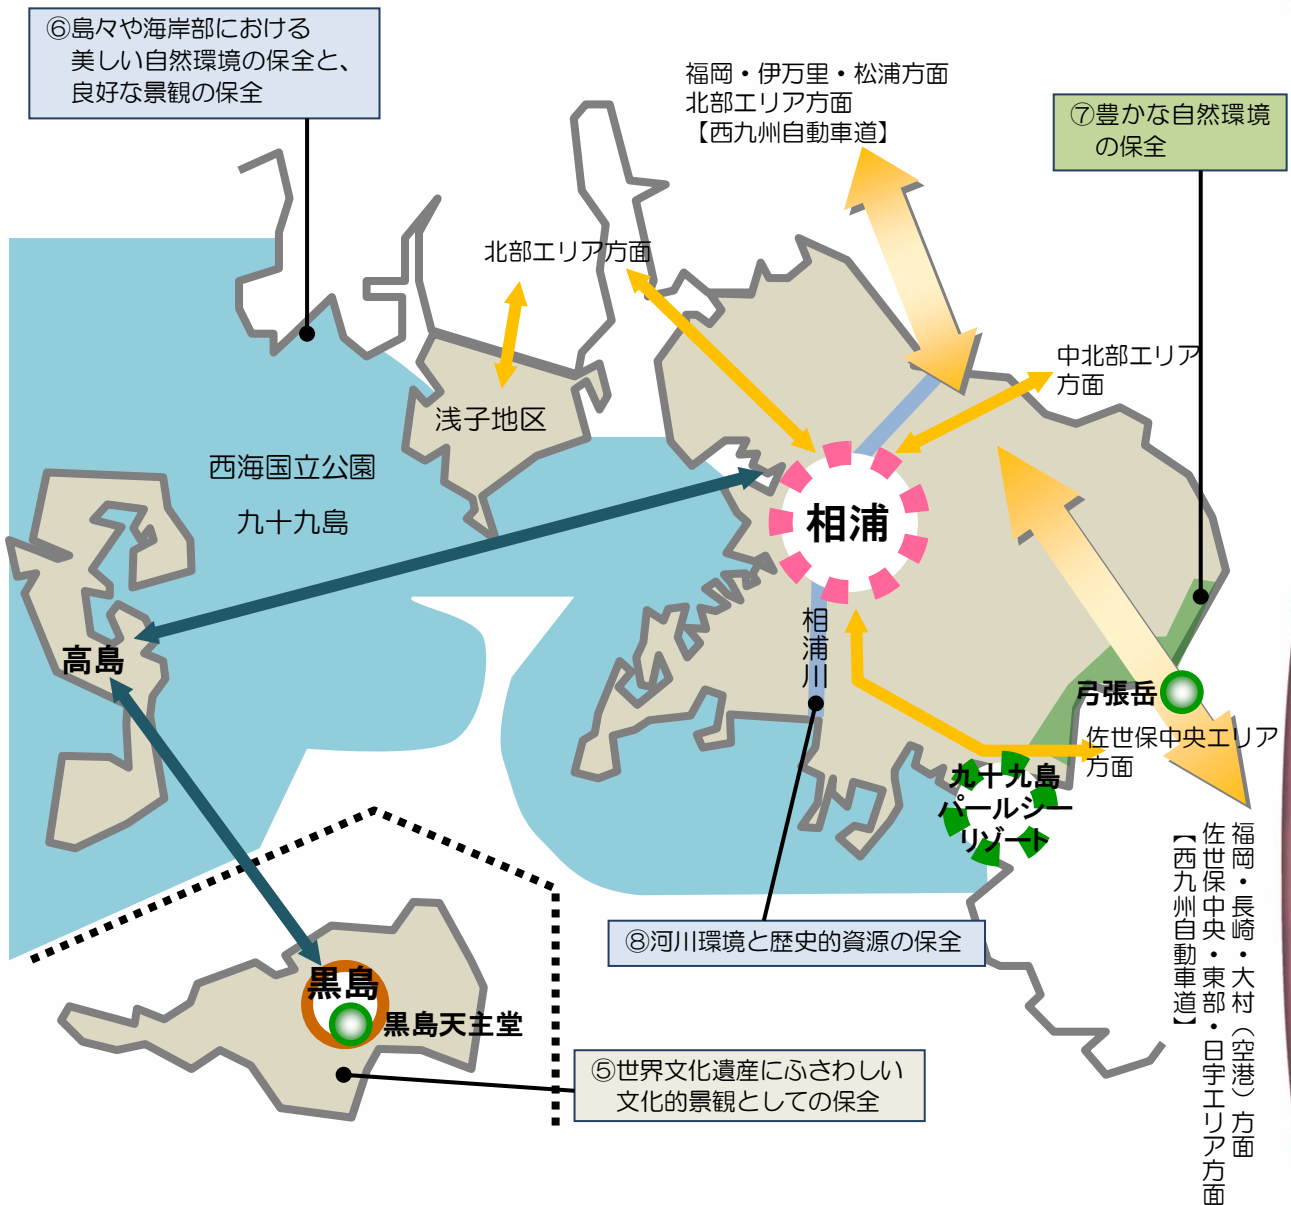 ⑥島々や海岸部における
美しい自然環境の保全と、
良好な景観の保全
福岡・伊万里・松浦方面
北部エリア方面
【西九州自動車道】
⑦豊かな自然環境
の保全
北部エリア方面
中北部エリア
方面
浅子地区
西海国立公園
九十九島
相浦
相浦川
高島
弓張岳
佐世保中央エリア
方面
九十九島
パールシー
リゾート
福岡・長崎・大村（空港）方面
佐世保中央・東部・日宇エリア方面
【西九州自動車道】
⑧河川環境と歴史的資源の保全
黒島
黒島天主堂
⑤世界文化遺産にふさわしい
文化的景観としての保全